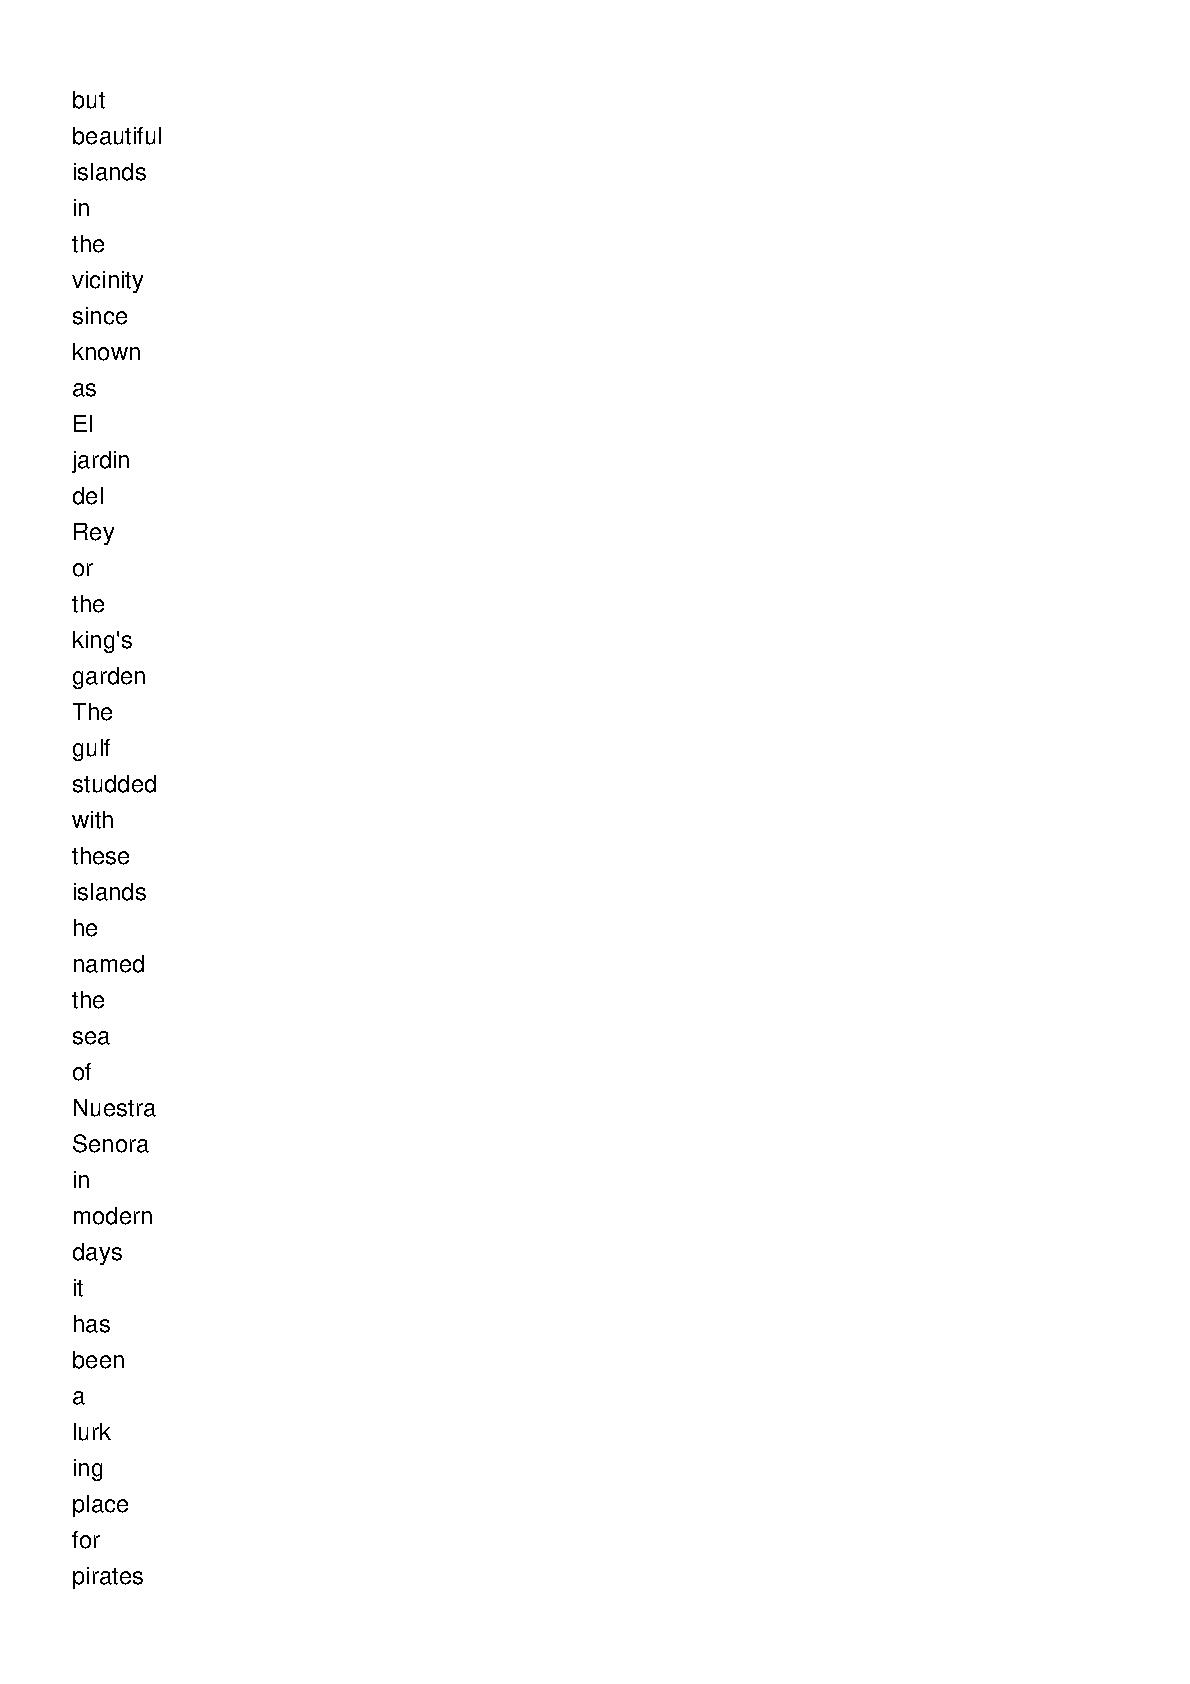 but
beautiful
islands
in
the
vicinity
since
known
as
El
jardin
del
Rey
or
the
king's
garden
The
gulf
studded
with
these
islands
he
named
the
sea
of
Nuestra
Senora
in
modern
days
it
has
been
a
lurk
ing
place
for
pirates